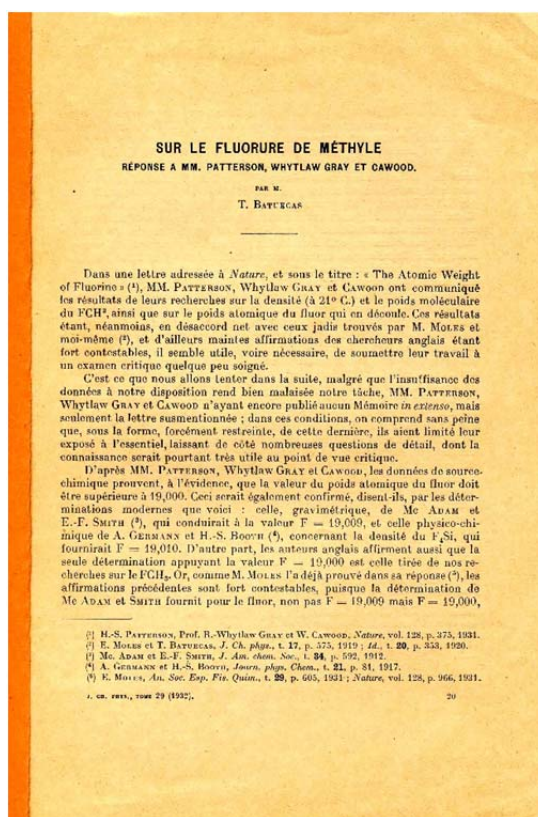 SUR LE FLUORURE DE MÉTHYLE
RÉPONSE A MM. PATTERSON, WHYTLAW GRAY ET CAWOOD.
PAR M.
T. BATUECAS
Dans une lettre adressée à Nature, et sous le titre : « The Atomic Weight
of Fluorine » (¹), MM. PATTERSON, Whytlaw GRAY et CAWOOD ont communiqué
les résultats de leurs recherches sur la densité (à 21° C.) et le poids moléculaire
du FCH³, ainsi que sur le poids atomique du fluor qui en découle. Ces résultats
étant, néanmoins, en désaccord net avec ceux jadis trouvés par M. MOLES et
moi-même (²), et d'ailleurs maintes affirmations des chercheurs anglais étant
fort contestables, il semble utile, voire nécessaire, de soumettre leur travail à
un examen critique quelque peu soigné.
C'est ce que nous allons tenter dans la suite, malgré que l'insuffisance des
données à notre disposition rend bien malaisée notre tâche, MM. PATTERSON,
Whytlaw GRAY et CAWOOD n'ayant encore publié aucun Mémoire in extenso, mais
seulement la lettre susmentionnée ; dans ces conditions, on comprend sans peine
que, sous la forme, forcément restreinte, de cette dernière, ils aient limité leur
exposé à l'essentiel, laissant de côté nombreuses questions de détail, dont la
connaissance serait pourtant très utile au point de vue critique.
D'après MM. PATTERSON, Whytlaw GRAY et CAWOOD, les données de source
chimique prouvent, à l'évidence, que la valeur du poids atomique du fluor doit
être supérieure à 19,000. Ceci serait également confirmé, disent-ils, par les déter-
minations modernes que voici : celle, gravimétrique, de Mc ADAM et
E.-F. SMITH (³), qui conduirait à la valeur F = 19,009, et celle physico-chi-
mique de A. GERMANN et H.-S. BOOTH (⁴), concernant la densité du F₄Si, qui
fournirait F = 19,010. D'autre part, les auteurs anglais affirment aussi que la
seule détermination appuyant la valeur F = 19,000 est celle tirée de nos re-
cherches sur le FCH₃. Or, comme M. MOLES l'a déjà prouvé dans sa réponse (⁵), les
affirmations précédentes sont fort contestables, puisque la détermination de
Mc ADAM et SMITH fournit pour le fluor, non pas F = 19,009 mais F = 19,000,
(¹) H.-S. PATTERSON, Prof. R.-Whytlaw GRAY et W. CAWOOD, Nature, vol. 128, p. 375, 1931.
(²) E. MOLES et T. BATUECAS, J. Ch. phys., t. 17, p. 575, 1919 ; Id., t. 20, p. 353, 1920.
(³) Mc. ADAM et E.-F. SMITH, J. Am. chem. Soc., t. 34, p. 592, 1912.
(⁴) A. GERMANN et H.-S. BOOTH, Journ. phys. Chem., t. 21, p. 81, 1917.
(⁵) E. MOLES, An. Soc. Esp. Fis. Quim., t. 29, p. 605, 1931 ; Nature, vol. 128, p. 966, 1931.
J. CH. PHYS., TOME 29 (1932). 20